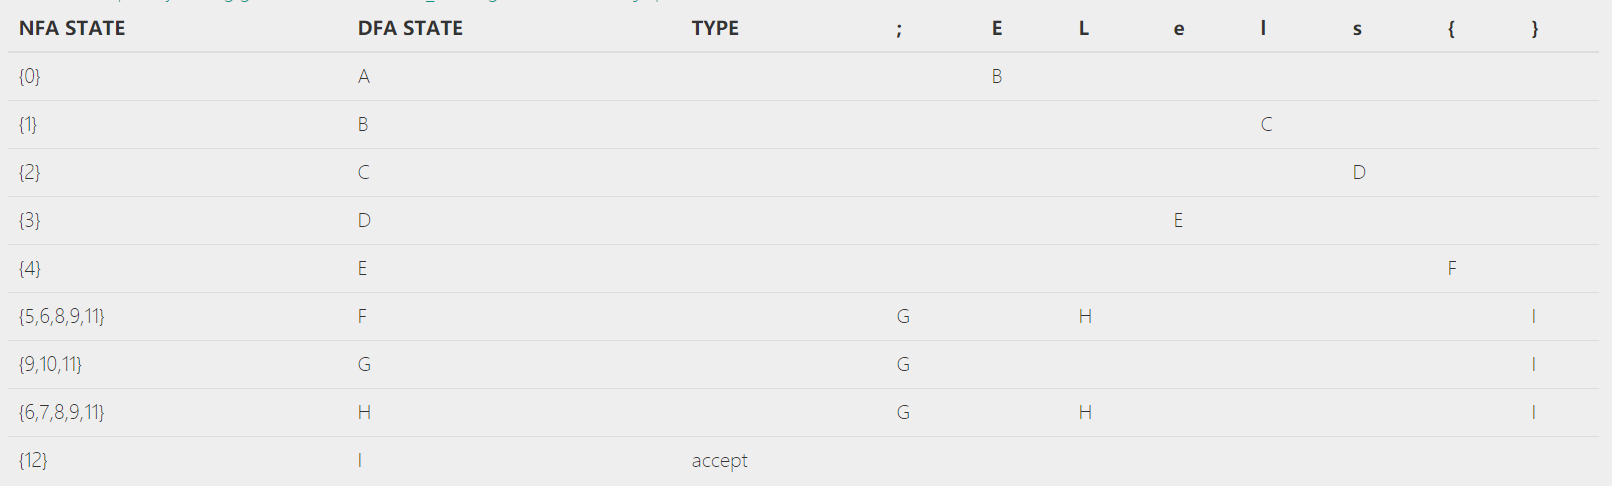 NFA STATE DFA STATE TYPE ; E L e l s { }
{0} A B
{1} B C
{2} C D
{3} D E
{4} E F
{5,6,8,9,11} F G H I
{9,10,11} G G I
{6,7,8,9,11} H G H I
{12} I accept